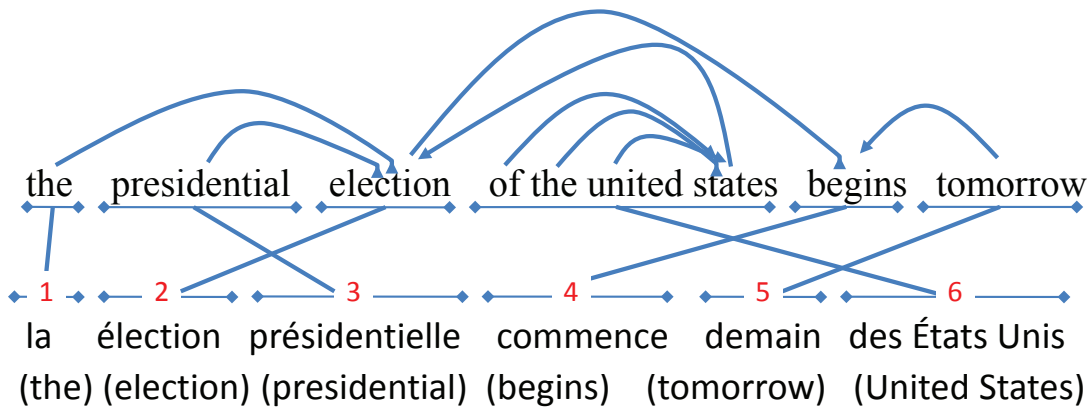 the presidential election of the united states begins tomorrow
1 2 3 4 5 6
la élection présidentielle commence demain des États Unis
(the) (election) (presidential) (begins) (tomorrow) (United States)